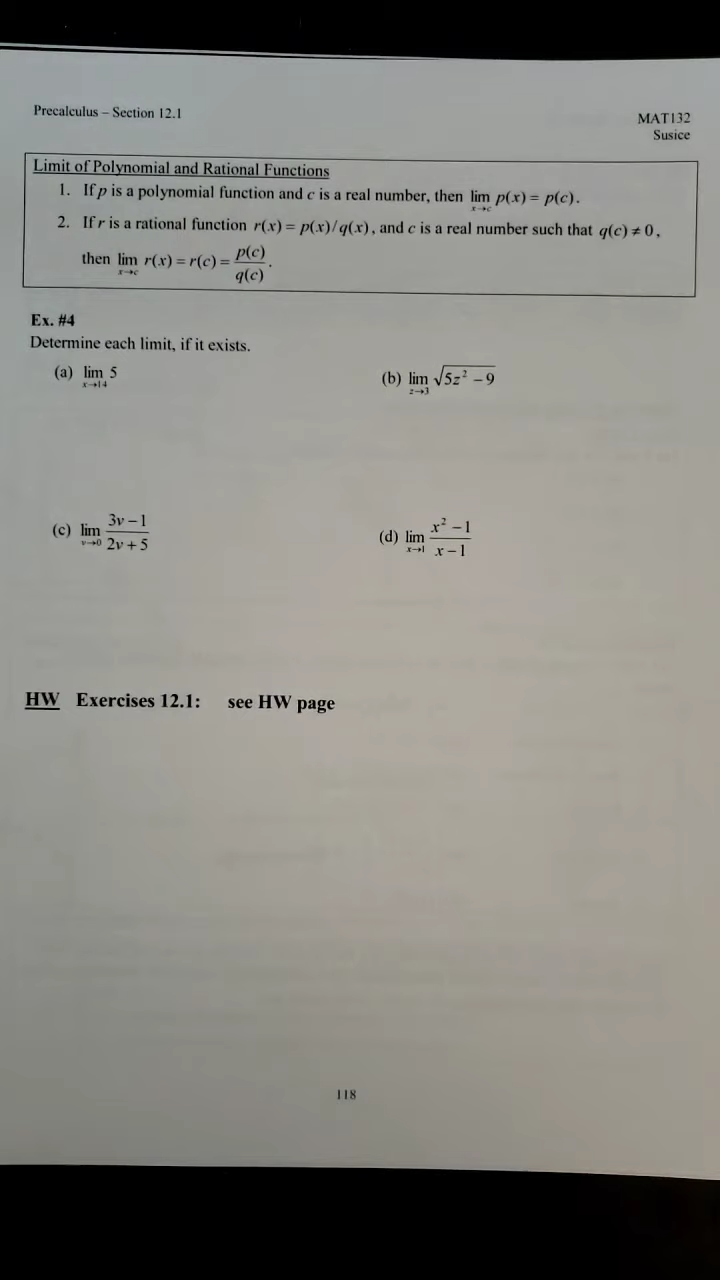 Precalculus – Section 12.1
MAT132
Susice
Limit of Polynomial and Rational Functions
1. If p is a polynomial function and c is a real number, then lim x→c p(x) = p(c).
2. If r is a rational function r(x) = p(x)/q(x), and c is a real number such that q(c) ≠ 0,
then lim x→c r(x) = r(c) = p(c)/q(c).
Ex. #4
Determine each limit, if it exists.
(a) lim x→14 5
(b) lim z→3 √(5z² – 9)
(c) lim v→0 (3v – 1)/(2v + 5)
(d) lim x→1 (x² – 1)/(x – 1)
HW Exercises 12.1: see HW page
118